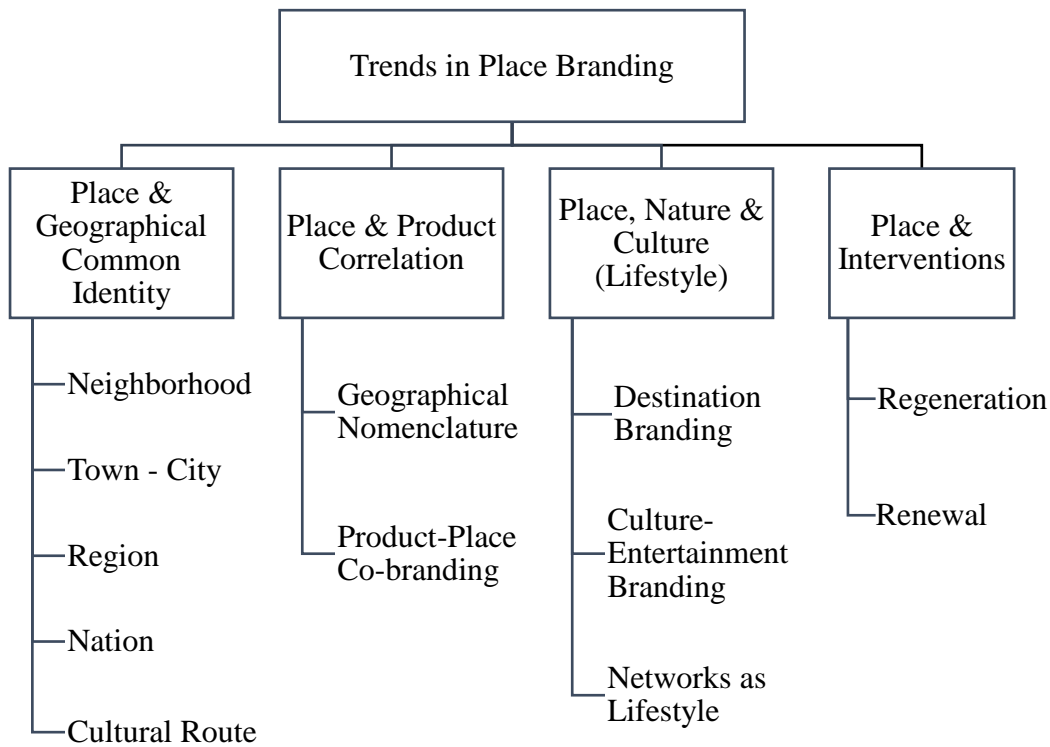 Trends in Place Branding
Place &
Geographical
Common
Identity
Neighborhood
Town - City
Region
Nation
Cultural Route
Place & Product
Correlation
Geographical
Nomenclature
Product-Place
Co-branding
Place, Nature &
Culture
(Lifestyle)
Destination
Branding
Culture-
Entertainment
Branding
Networks as
Lifestyle
Place &
Interventions
Regeneration
Renewal